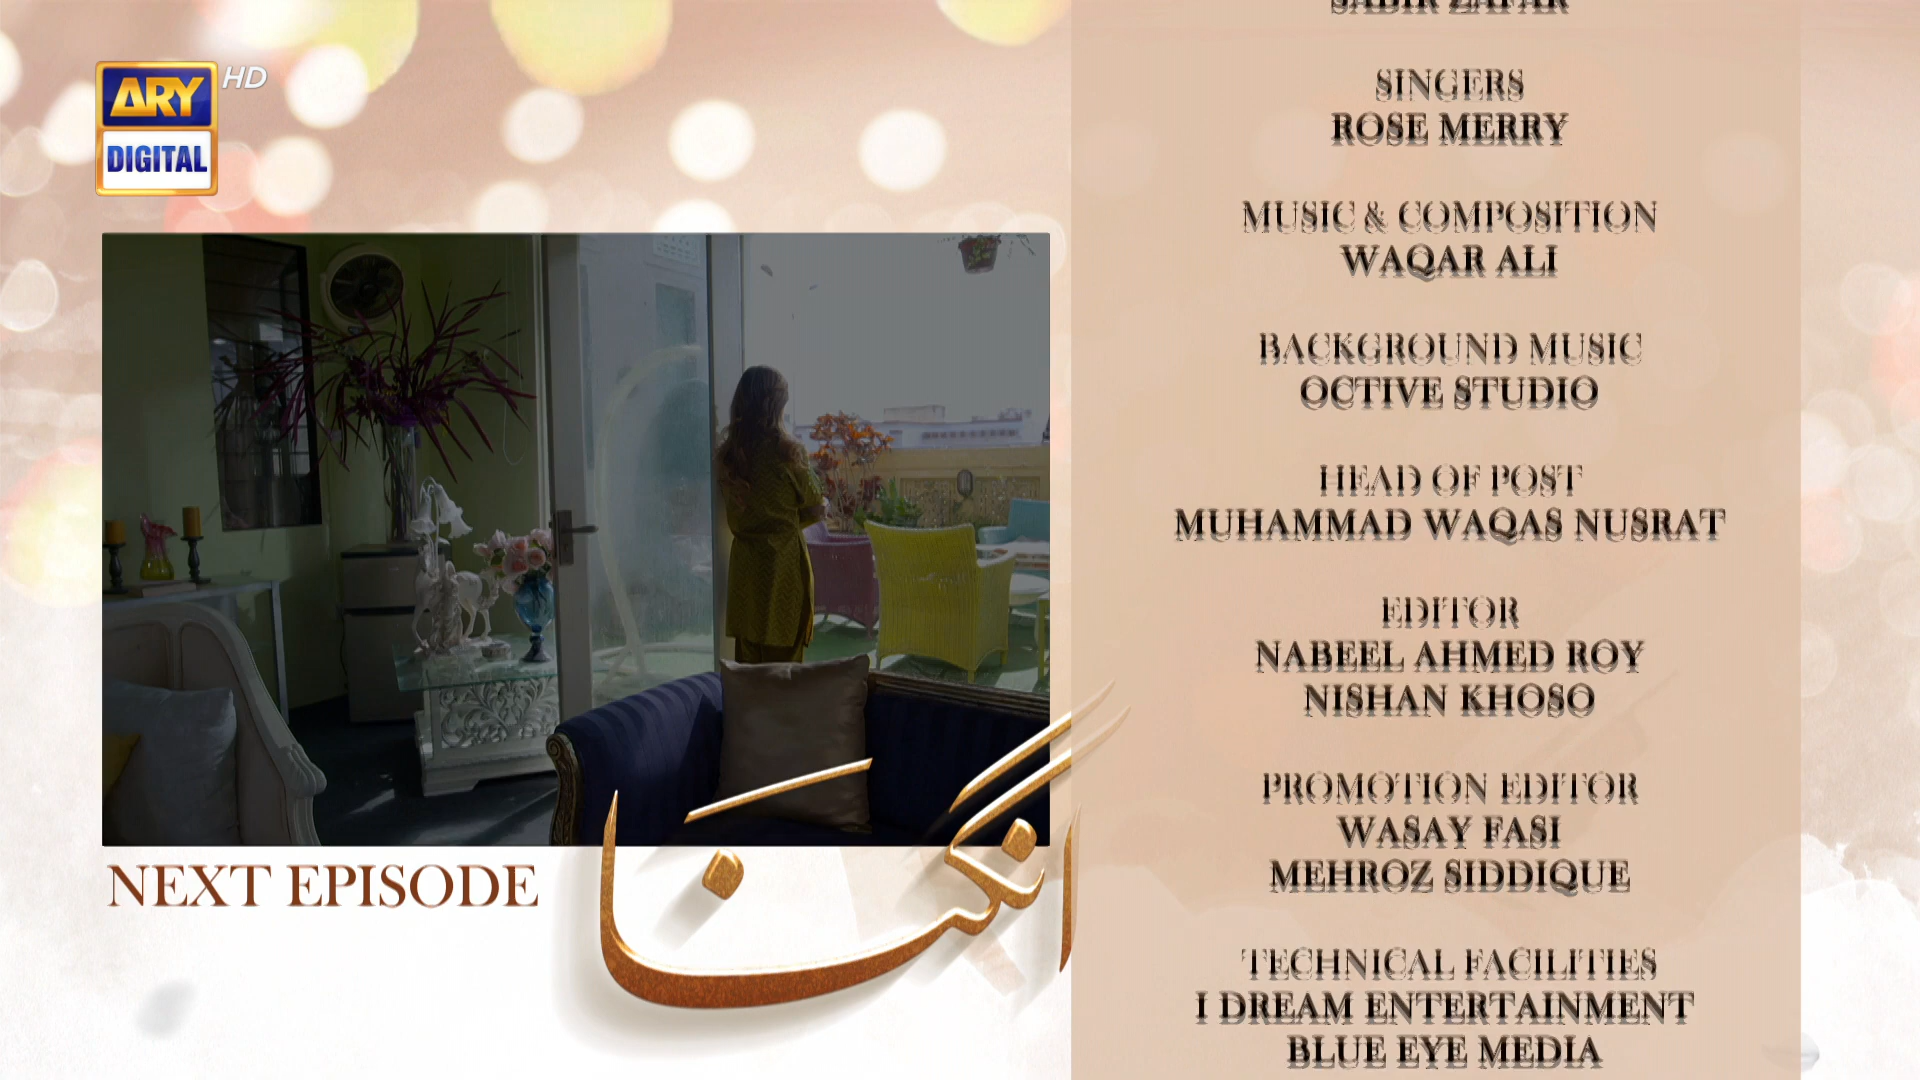 ARY
DIGITAL
HD
NEXT EPISODE
انگنا
SABIR ZAFAR
SINGERS
ROSE MERRY
MUSIC & COMPOSITION
WAQAR ALI
BACKGROUND MUSIC
OCTIVE STUDIO
HEAD OF POST
MUHAMMAD WAQAS NUSRAT
EDITOR
NABEEL AHMED ROY
NISHAN KHOSO
PROMOTION EDITOR
WASAY FASI
MEHROZ SIDDIQUE
TECHNICAL FACILITIES
I DREAM ENTERTAINMENT
BLUE EYE MEDIA